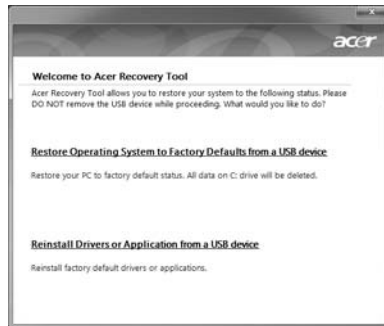 acer
Welcome to Acer Recovery Tool
Acer Recovery Tool allows you to restore your system to the following status. Please
DO NOT remove the USB device while proceeding. What would you like to do?
Restore Operating System to Factory Defaults from a USB device
Restore your PC to factory default status. All data on C: drive will be deleted.
Reinstall Drivers or Application from a USB device
Reinstall factory default drivers or applications.